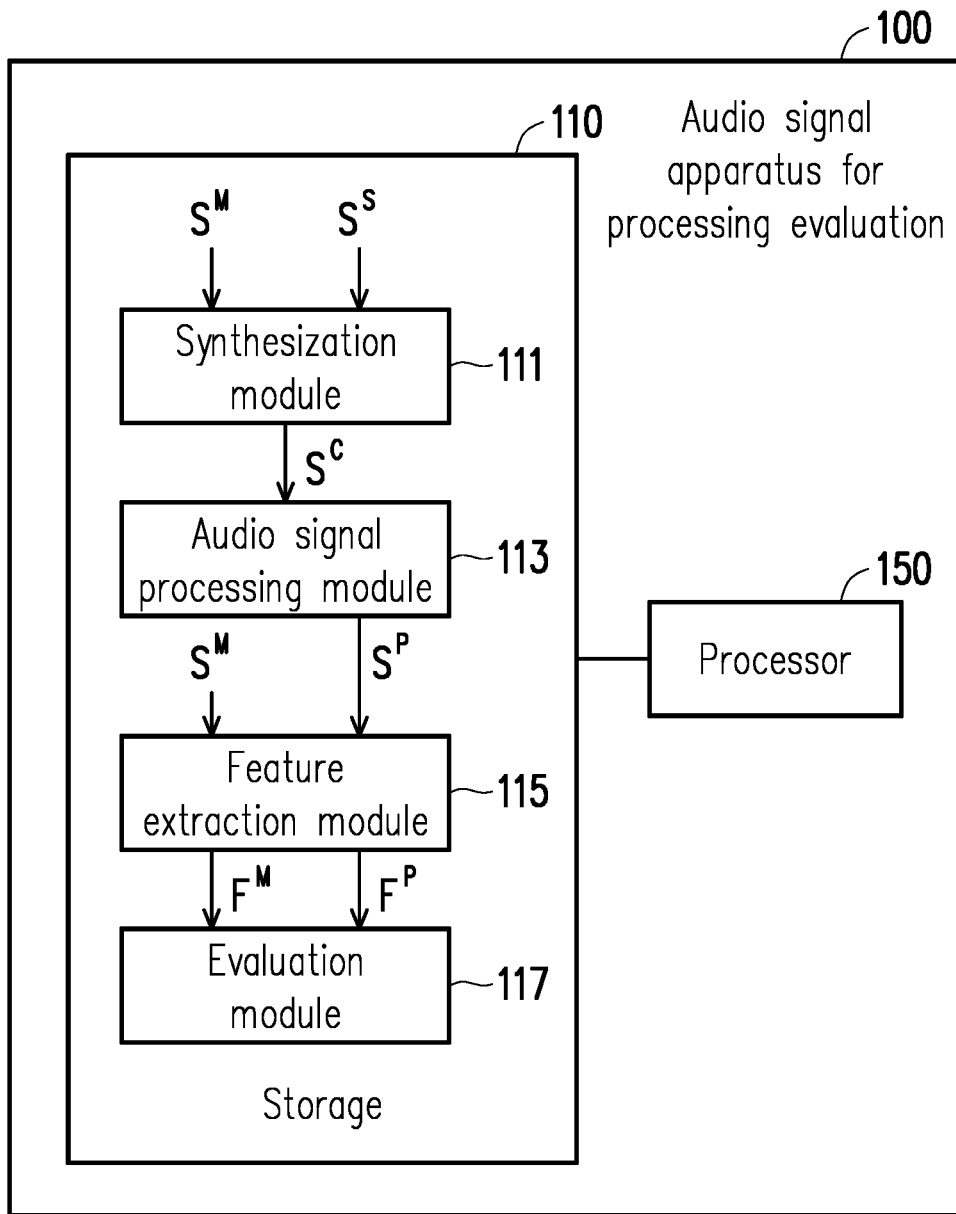 100
Audio signal
apparatus for
processing evaluation
110
S^M S^S
Synthesization
module
111
S^C
Audio signal
processing module
113
150
Processor
S^M S^P
Feature
extraction module
115
F^M F^P
Evaluation
module
117
Storage